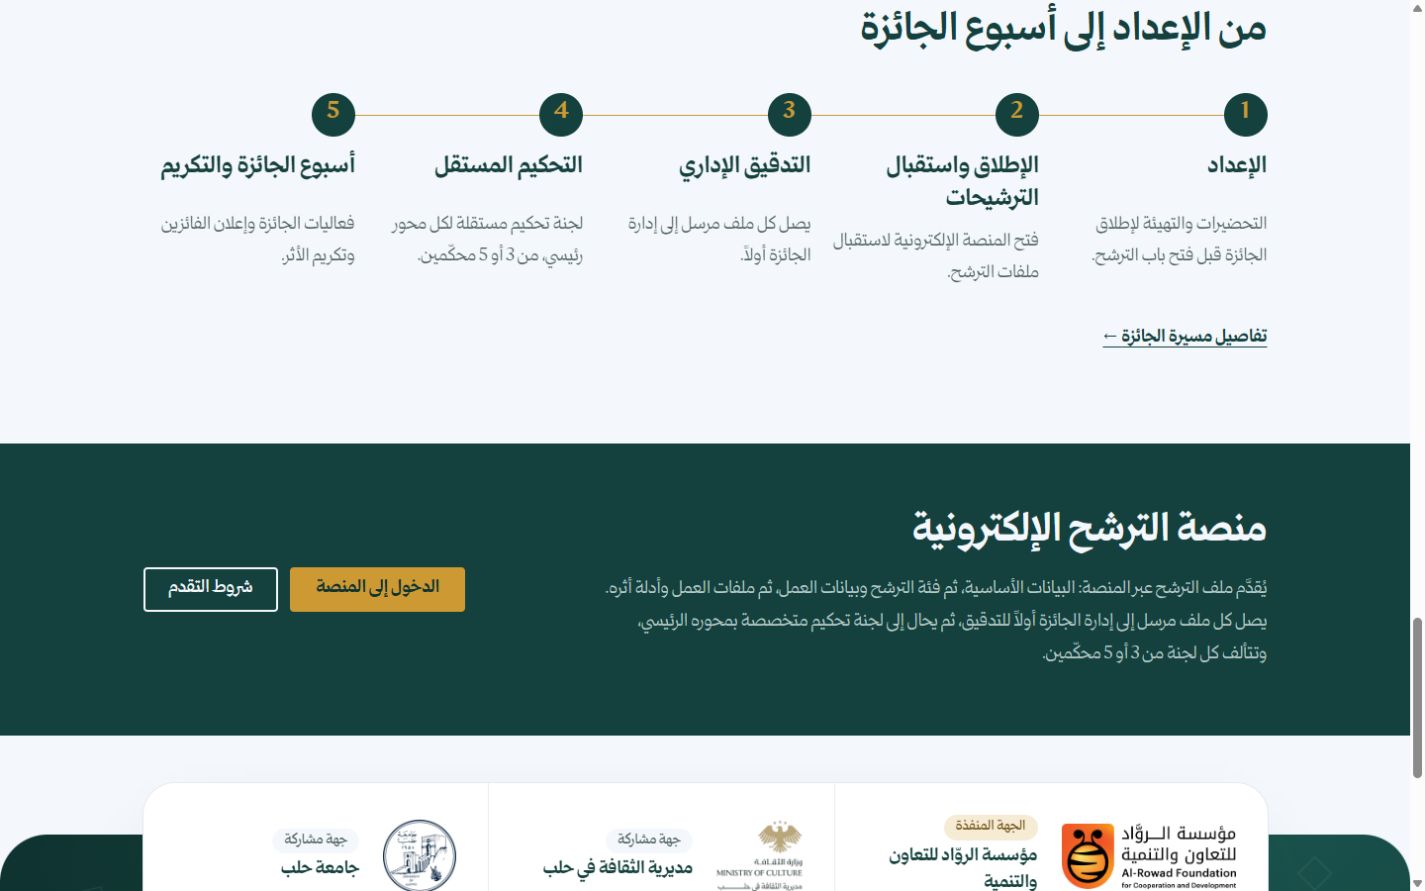 من الإعداد إلى أسبوع الجائزة
1
الإعداد
التحضيرات والتهيئة لإطلاق
الجائزة قبل فتح باب الترشح.
2
الإطلاق واستقبال
الترشيحات
فتح المنصة الإلكترونية لاستقبال
ملفات الترشح.
3
التدقيق الإداري
يصل كل ملف مرسل إلى إدارة
الجائزة أولاً.
4
التحكيم المستقل
لجنة تحكيم مستقلة لكل محور
رئيسي، من 3 أو 5 محكّمين.
5
أسبوع الجائزة والتكريم
فعاليات الجائزة وإعلان الفائزين
وتكريم الأثر.
تفاصيل مسيرة الجائزة ←
منصة الترشح الإلكترونية
يُقدَّم ملف الترشح عبر المنصة: البيانات الأساسية، ثم فئة الترشح وبيانات العمل، ثم ملفات العمل وأدلة أثره.
يصل كل ملف مرسل إلى إدارة الجائزة أولاً للتدقيق، ثم يحال إلى لجنة تحكيم متخصصة بمحوره الرئيسي،
وتتألف كل لجنة من 3 أو 5 محكّمين.
الدخول إلى المنصة
شروط التقدم
مؤسسة الـــروَّاد
للتعاون والتنمية
Al-Rowad Foundation
for Cooperation and Development
الجهة المنفذة
مؤسسة الروّاد للتعاون
والتنمية
وزارة الثقـافـة
MINISTRY OF CULTURE
مديرية الثقافة في حلـــــب
جهة مشاركة
مديرية الثقافة في حلب
جهة مشاركة
جامعة حلب